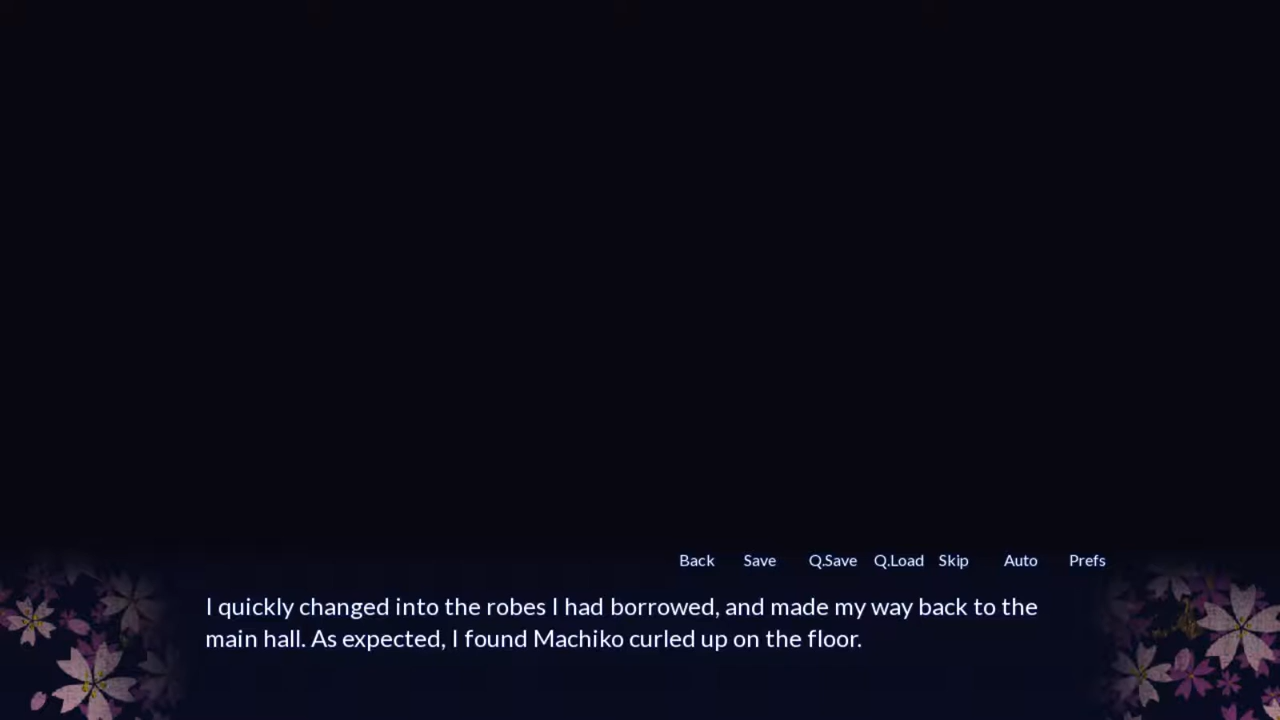 Back Save Q.Save Q.Load Skip Auto Prefs
I quickly changed into the robes I had borrowed, and made my way back to the
main hall. As expected, I found Machiko curled up on the floor.